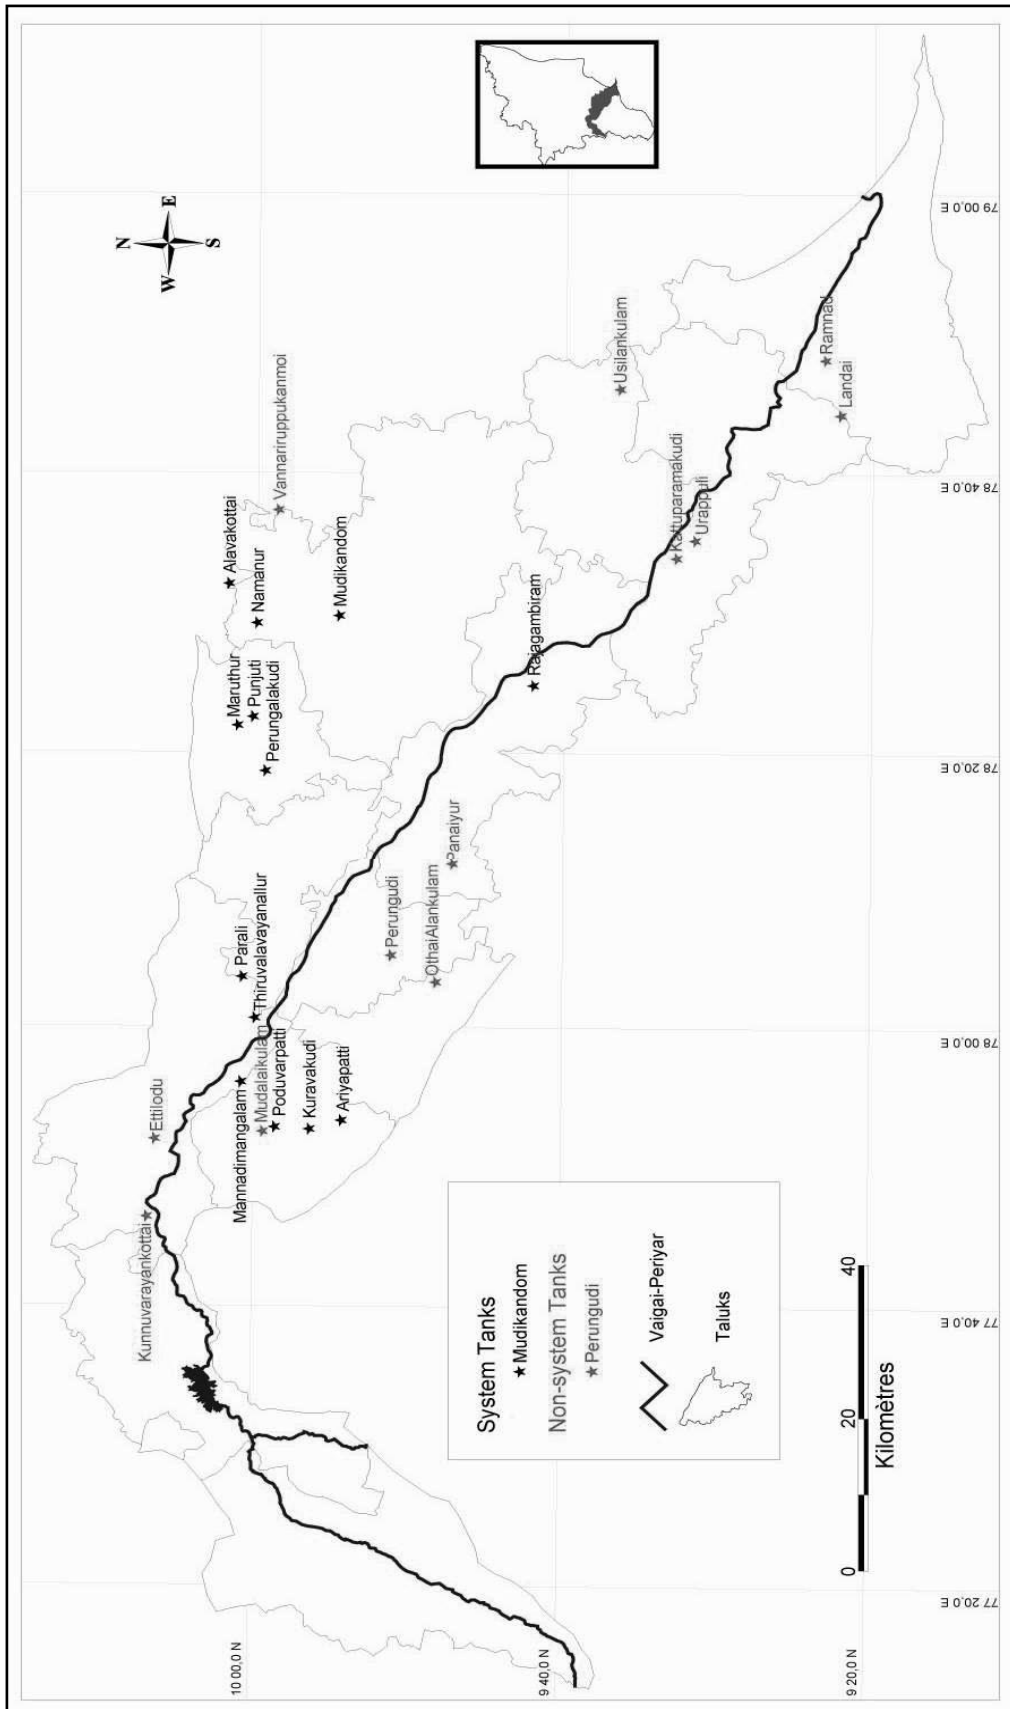 N
W
E
S
Maruthur
Alavakottai
Punjuti
Namanur
Perungalakudi
Vannariruppukanmoi
Mudikandom
Kunnuvarayankottai
Ettilodu
Mannadimangalam
Parali
Thiruvalavayanallur
Mudalaikulam
Poduvarpatti
Kuravakudi
Ariyapatti
Perungudi
OthaiAlankulam
Panaiyur
Rajagambiram
Usilankulam
Kattuparamakudi
Urappuli
Ramnad
Landai
System Tanks
Mudikandom
Non-system Tanks
Perungudi
Vaigai-Periyar
Taluks
0 20 40
Kilomètres
10 00,0 N
9 40,0 N
9 20,0 N
77 20,0 E
77 40,0 E
78 00,0 E
78 20,0 E
78 40,0 E
79 00,0 E